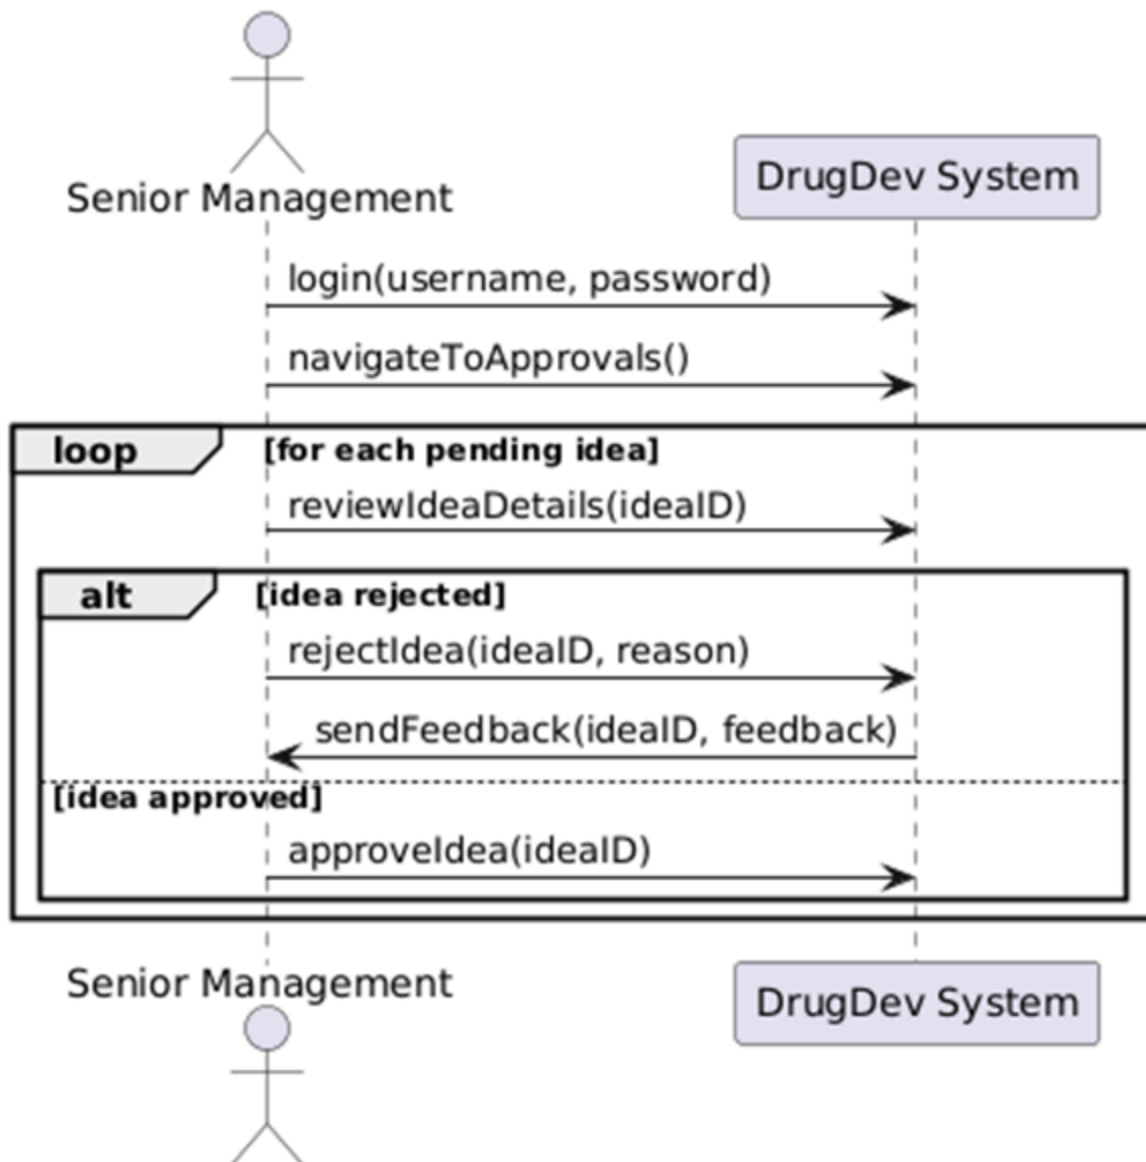 Senior Management
DrugDev System
login(username, password)
navigateToApprovals()
loop [for each pending idea]
reviewIdeaDetails(ideaID)
alt [idea rejected]
rejectIdea(ideaID, reason)
sendFeedback(ideaID, feedback)
[idea approved]
approveIdea(ideaID)
Senior Management
DrugDev System